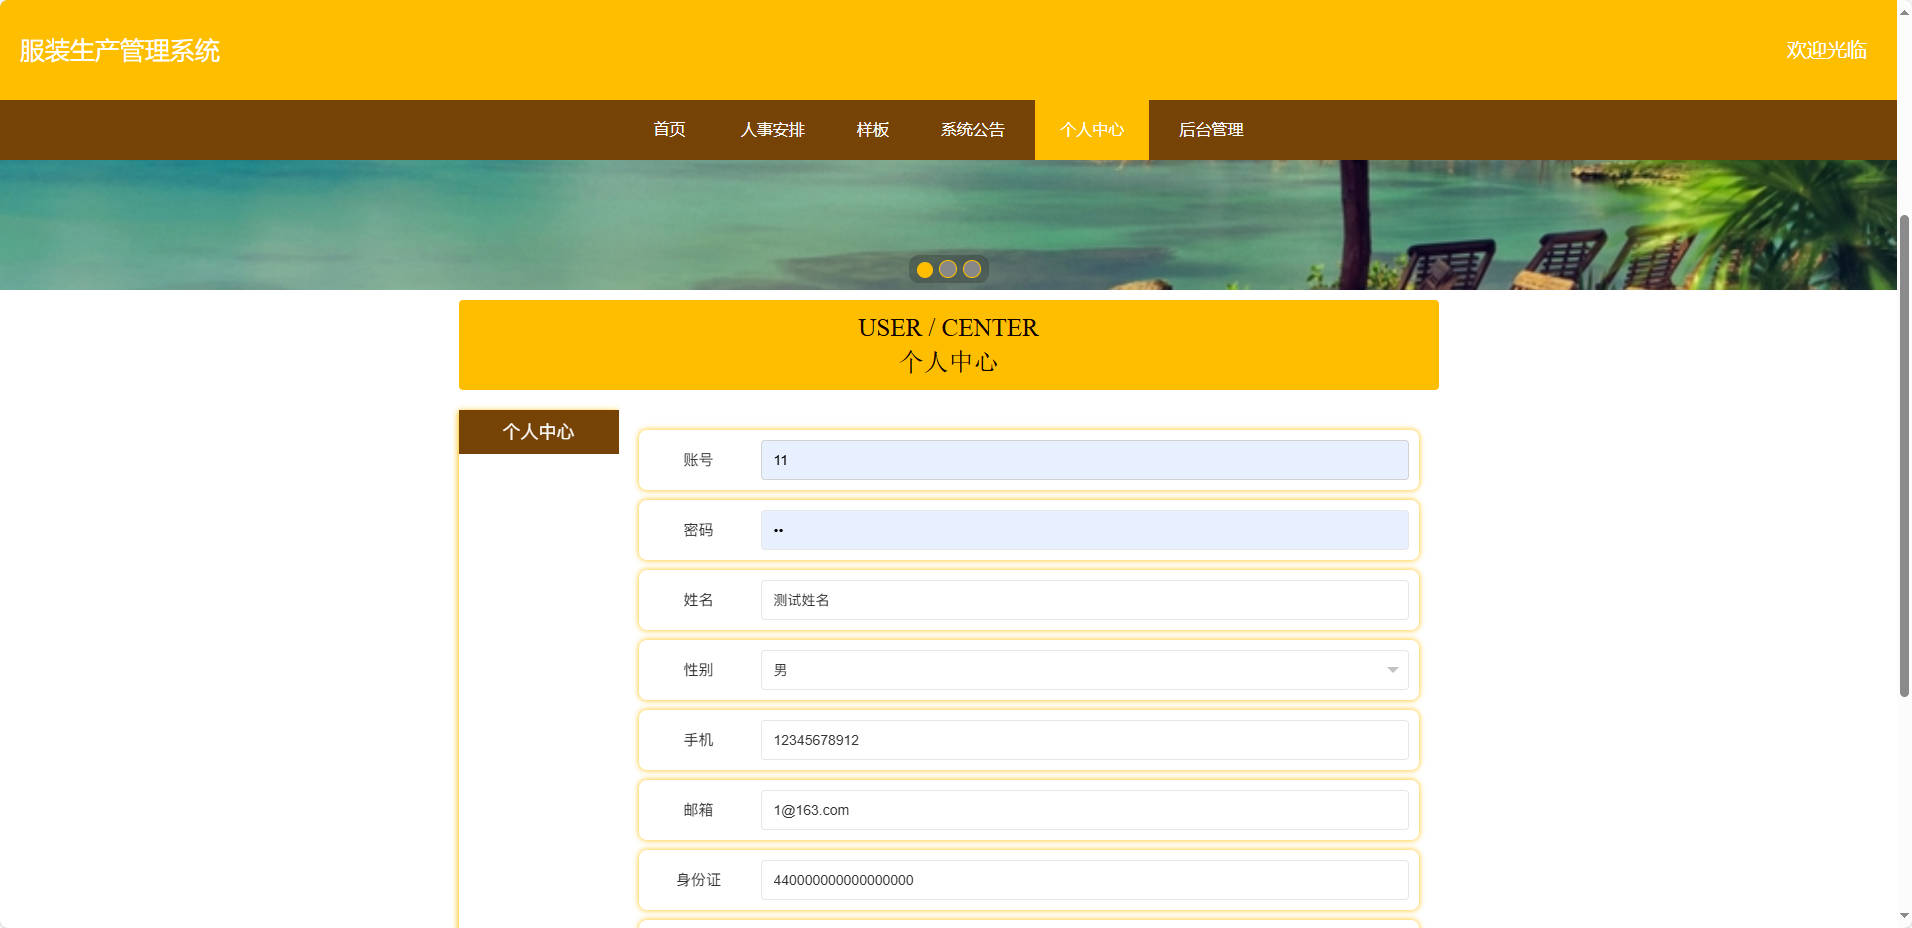 服装生产管理系统
欢迎光临
首页 人事安排 样板 系统公告 个人中心 后台管理
USER / CENTER
个人中心
个人中心
账号 11
密码 ••
姓名 测试姓名
性别 男
手机 12345678912
邮箱 1@163.com
身份证 440000000000000000